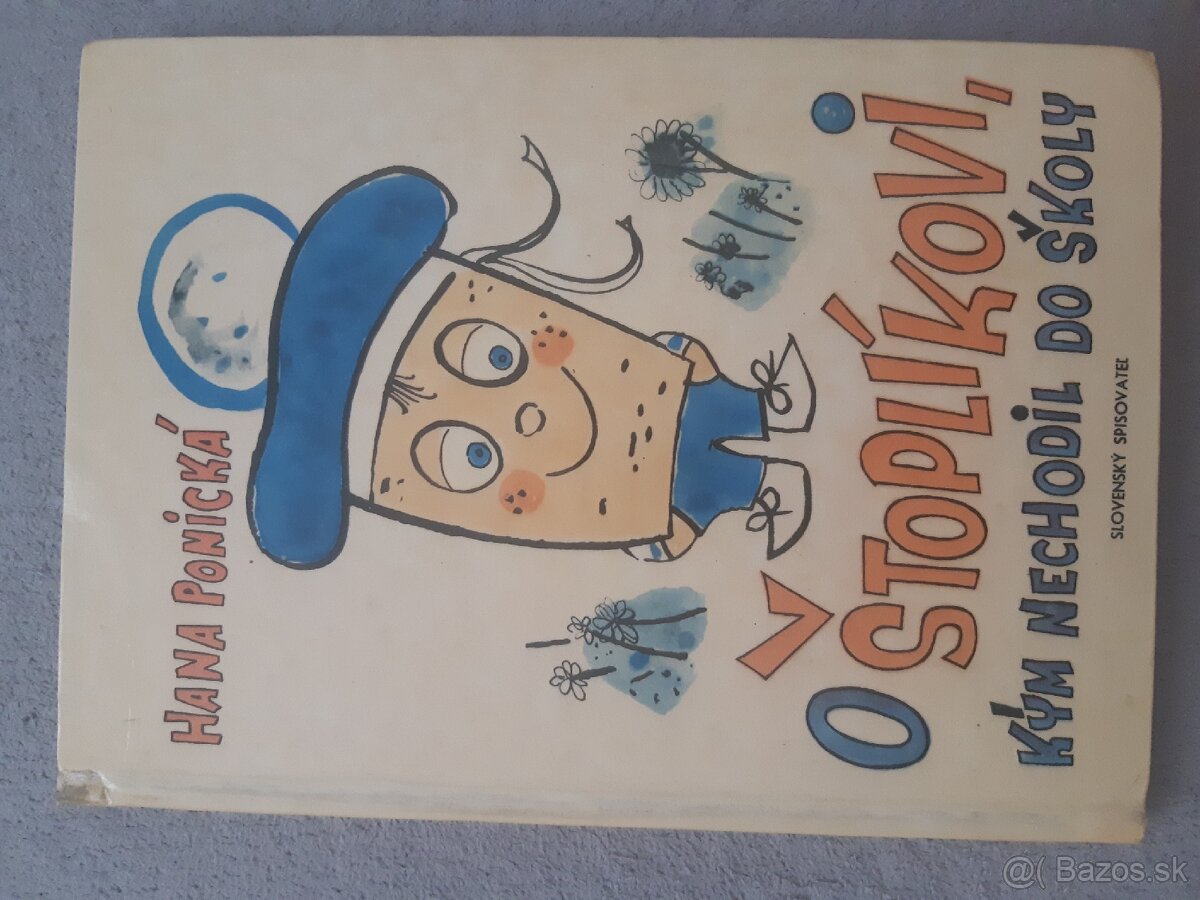 HANA PONICKÁ
O ŠTOPLÍKOVI,
KÝM NECHODIL DO ŠKOLY
SLOVENSKÝ SPISOVATEĽ
@( Bazos.sk